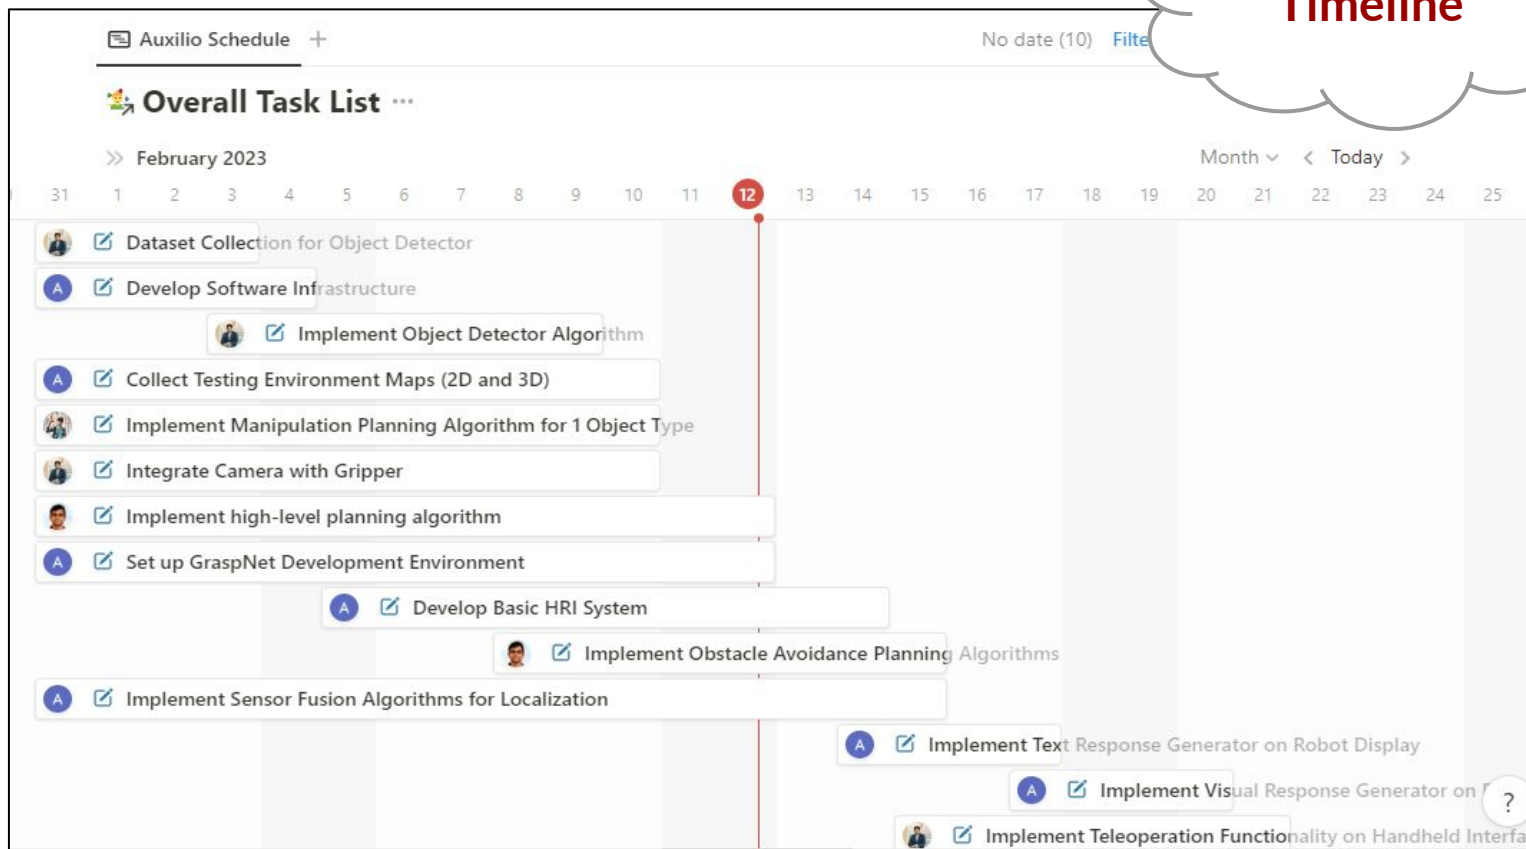 Timeline
Auxilio Schedule +
No date (10) Filte
Overall Task List ...
February 2023
Month < Today >
31 1 2 3 4 5 6 7 8 9 10 11 12 13 14 15 16 17 18 19 20 21 22 23 24 25
Dataset Collection for Object Detector
A Develop Software Infrastructure
Implement Object Detector Algorithm
A Collect Testing Environment Maps (2D and 3D)
Implement Manipulation Planning Algorithm for 1 Object Type
Integrate Camera with Gripper
Implement high-level planning algorithm
A Set up GraspNet Development Environment
A Develop Basic HRI System
Implement Obstacle Avoidance Planning Algorithms
A Implement Sensor Fusion Algorithms for Localization
A Implement Text Response Generator on Robot Display
A Implement Visual Response Generator on
?
Implement Teleoperation Functionality on Handheld Interfa